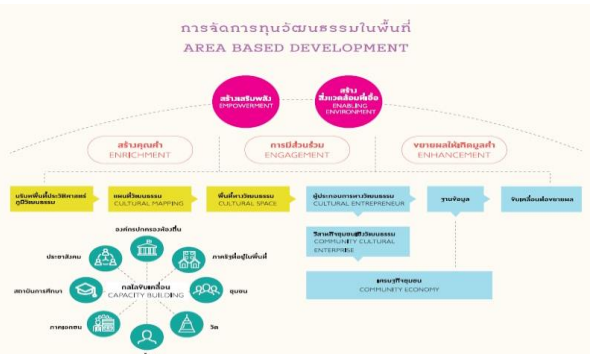 การจัดการทุนวัฒนธรรมในพื้นที่
AREA BASED DEVELOPMENT
สร้างเสริมพลัง
EMPOWERMENT
สร้าง
สิ่งแวดล้อมที่เอื้อ
ENABLING
ENVIRONMENT
สร้างคุณค่า
ENRICHMENT
การมีส่วนร่วม
ENGAGEMENT
ขยายผลให้เกิดมูลค่า
ENHANCEMENT
บริบทพื้นที่ประวัติศาสตร์
ภูมิวัฒนธรรม
แผนที่วัฒนธรรม
CULTURAL MAPPING
พื้นที่ทางวัฒนธรรม
CULTURAL SPACE
ผู้ประกอบการทางวัฒนธรรม
CULTURAL ENTREPRENEUR
ฐานข้อมูล
ขับเคลื่อนต่อขยายผล
วิสาหกิจชุมชนเชิงวัฒนธรรม
COMMUNITY CULTURAL
ENTERPRISE
เศรษฐกิจชุมชน
COMMUNITY ECONOMY
องค์กรปกครองท้องถิ่น
ประชาสังคม
ภาครัฐที่อยู่ในพื้นที่
สถาบันการศึกษา
กลไกขับเคลื่อน
CAPACITY BUILDING
ชุมชน
ภาคเอกชน
วัด